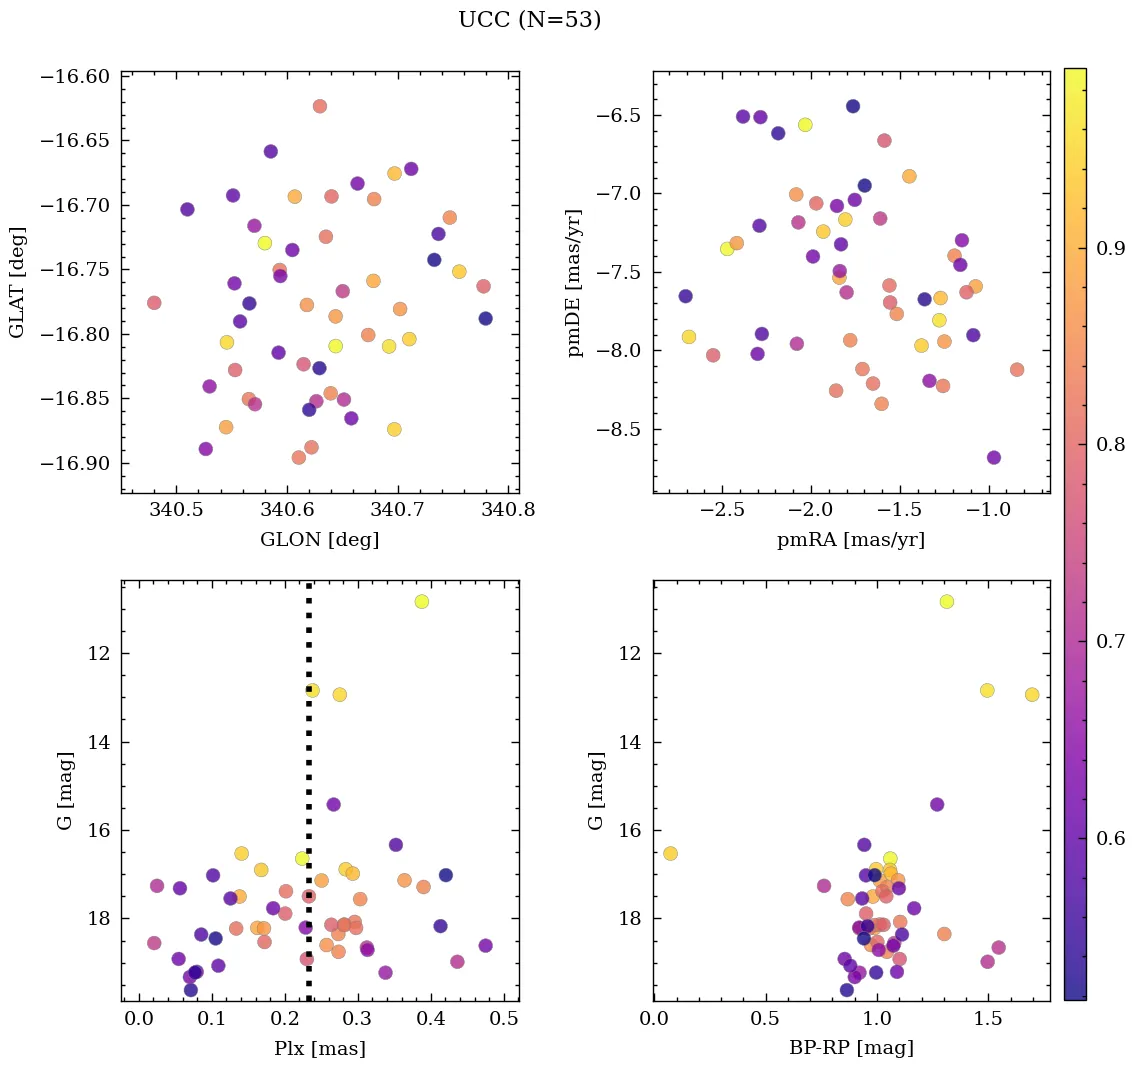 UCC (N=53)
−16.60
−16.65
−16.70
−16.75
−16.80
−16.85
−16.90
GLAT [deg]
340.5 340.6 340.7 340.8
GLON [deg]
−6.5
−7.0
−7.5
−8.0
−8.5
pmDE [mas/yr]
−2.5 −2.0 −1.5 −1.0
pmRA [mas/yr]
12
14
16
18
G [mag]
0.0 0.1 0.2 0.3 0.4 0.5
Plx [mas]
12
14
16
18
G [mag]
0.0 0.5 1.0 1.5
BP-RP [mag]
0.9
0.8
0.7
0.6